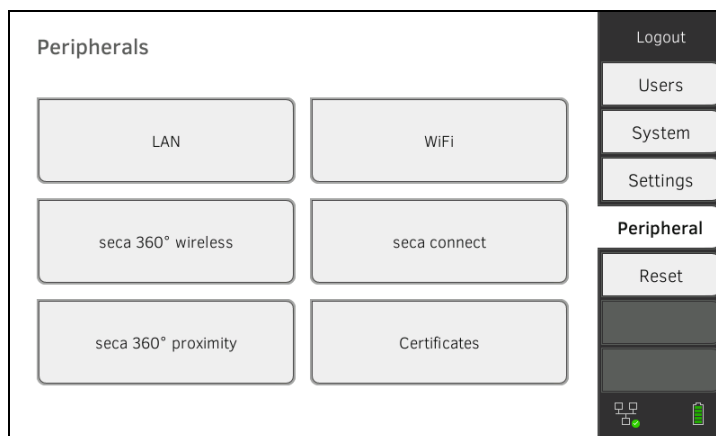 Peripherals
LAN
WiFi
seca 360° wireless
seca connect
seca 360° proximity
Certificates
Logout
Users
System
Settings
Peripheral
Reset